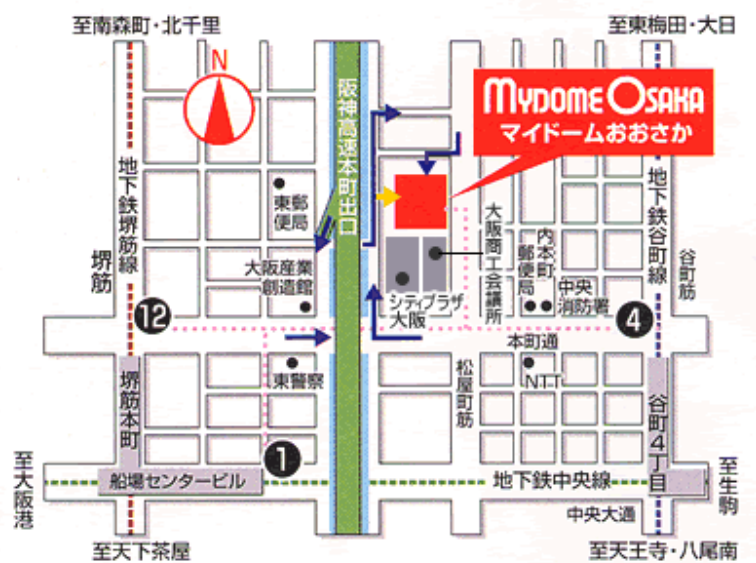 至南森町・北千里
至東梅田・大日
N
MYDOME OSAKA
マイドームおおさか
阪神高速本町出口
地下鉄堺筋線
地下鉄谷町線
東郵
便局
大阪商工会議所
内本町
郵便局
谷町筋
堺筋
大阪産業
創造館
シティプラザ
大阪
中央
消防署
12
4
本町通
東警察
NTT
松屋町筋
堺筋本町
谷町4丁目
1
至大阪港
船場センタービル
地下鉄中央線
至生駒
中央大通
至天下茶屋
至天王寺・八尾南